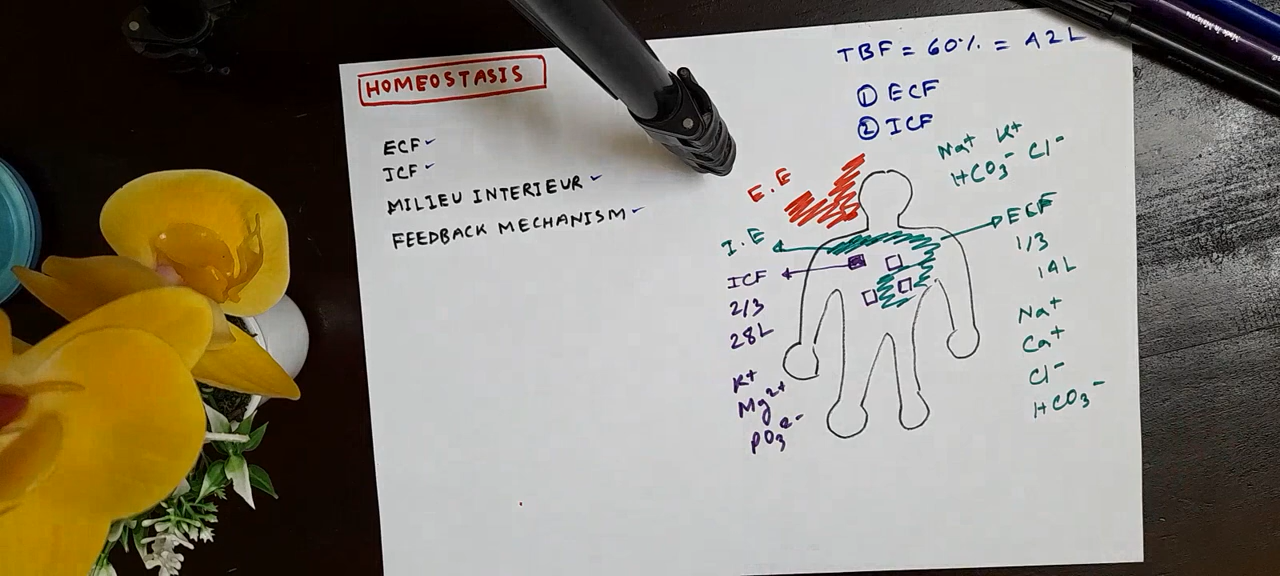 HOMEOSTASIS
ECF
ICF
MILIEU INTERIEUR
FEEDBACK MECHANISM
TBF = 60% = 42L
① ECF
② ICF
Na+ K+
HCO3- Cl-
E.E
I.E
ICF
2/3
28L
K+
Mg2+
ECF
1/3
14L
Na+
Ca+
Cl-
HCO3-